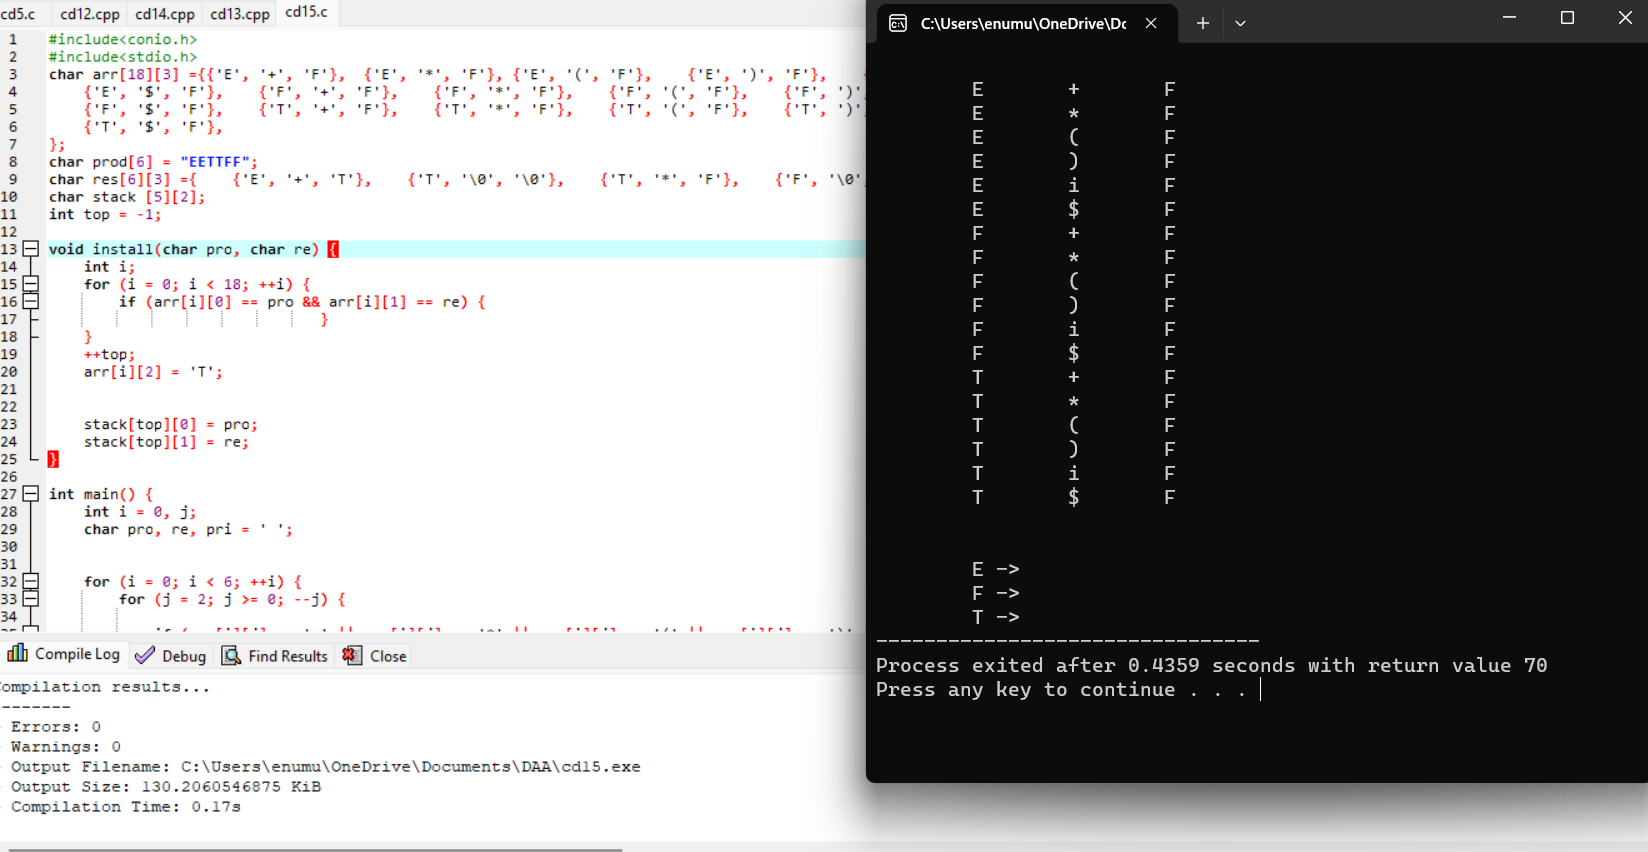 cd5.c cd12.cpp cd14.cpp cd13.cpp cd15.c
1 #include<conio.h>
2 #include<stdio.h>
3 char arr[18][3] ={{'E', '+', 'F'}, {'E', '*', 'F'}, {'E', '(', 'F'}, {'E', ')', 'F'},
4 {'E', '$', 'F'}, {'F', '+', 'F'}, {'F', '*', 'F'}, {'F', '(', 'F'}, {'F', ')'
5 {'F', '$', 'F'}, {'T', '+', 'F'}, {'T', '*', 'F'}, {'T', '(', 'F'}, {'T', ')'
6 {'T', '$', 'F'},
7 };
8 char prod[6] = "EETTFF";
9 char res[6][3] ={ {'E', '+', 'T'}, {'T', '\0', '\0'}, {'T', '*', 'F'}, {'F', '\0'
10 char stack [5][2];
11 int top = -1;
12
13 void install(char pro, char re) {
14 int i;
15 for (i = 0; i < 18; ++i) {
16 if (arr[i][0] == pro && arr[i][1] == re) {
17 }
18 }
19 ++top;
20 arr[i][2] = 'T';
21
22
23 stack[top][0] = pro;
24 stack[top][1] = re;
25 }
26
27 int main() {
28 int i = 0, j;
29 char pro, re, pri = ' ';
30
31
32 for (i = 0; i < 6; ++i) {
33 for (j = 2; j >= 0; --j) {
34
Compile Log Debug Find Results Close
ompilation results...
--------
- Errors: 0
- Warnings: 0
- Output Filename: C:\Users\enumu\OneDrive\Documents\DAA\cd15.exe
- Output Size: 130.2060546875 KiB
- Compilation Time: 0.17s
C:\Users\enumu\OneDrive\Dc
E + F
E * F
E ( F
E ) F
E i F
E $ F
F + F
F * F
F ( F
F ) F
F i F
F $ F
T + F
T * F
T ( F
T ) F
T i F
T $ F
E ->
F ->
T ->
--------------------------------
Process exited after 0.4359 seconds with return value 70
Press any key to continue . . .